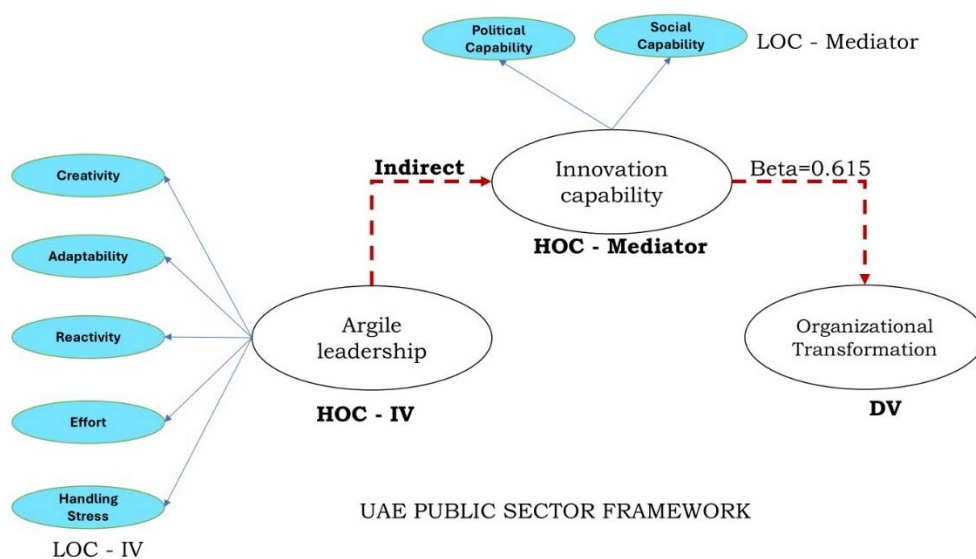 Political
Capability
Social
Capability
LOC - Mediator
Creativity
Indirect
Innovation
capability
Beta=0.615
HOC - Mediator
Adaptability
Reactivity
Argile
leadership
Organizational
Transformation
HOC - IV
DV
Effort
Handling
Stress
LOC - IV
UAE PUBLIC SECTOR FRAMEWORK